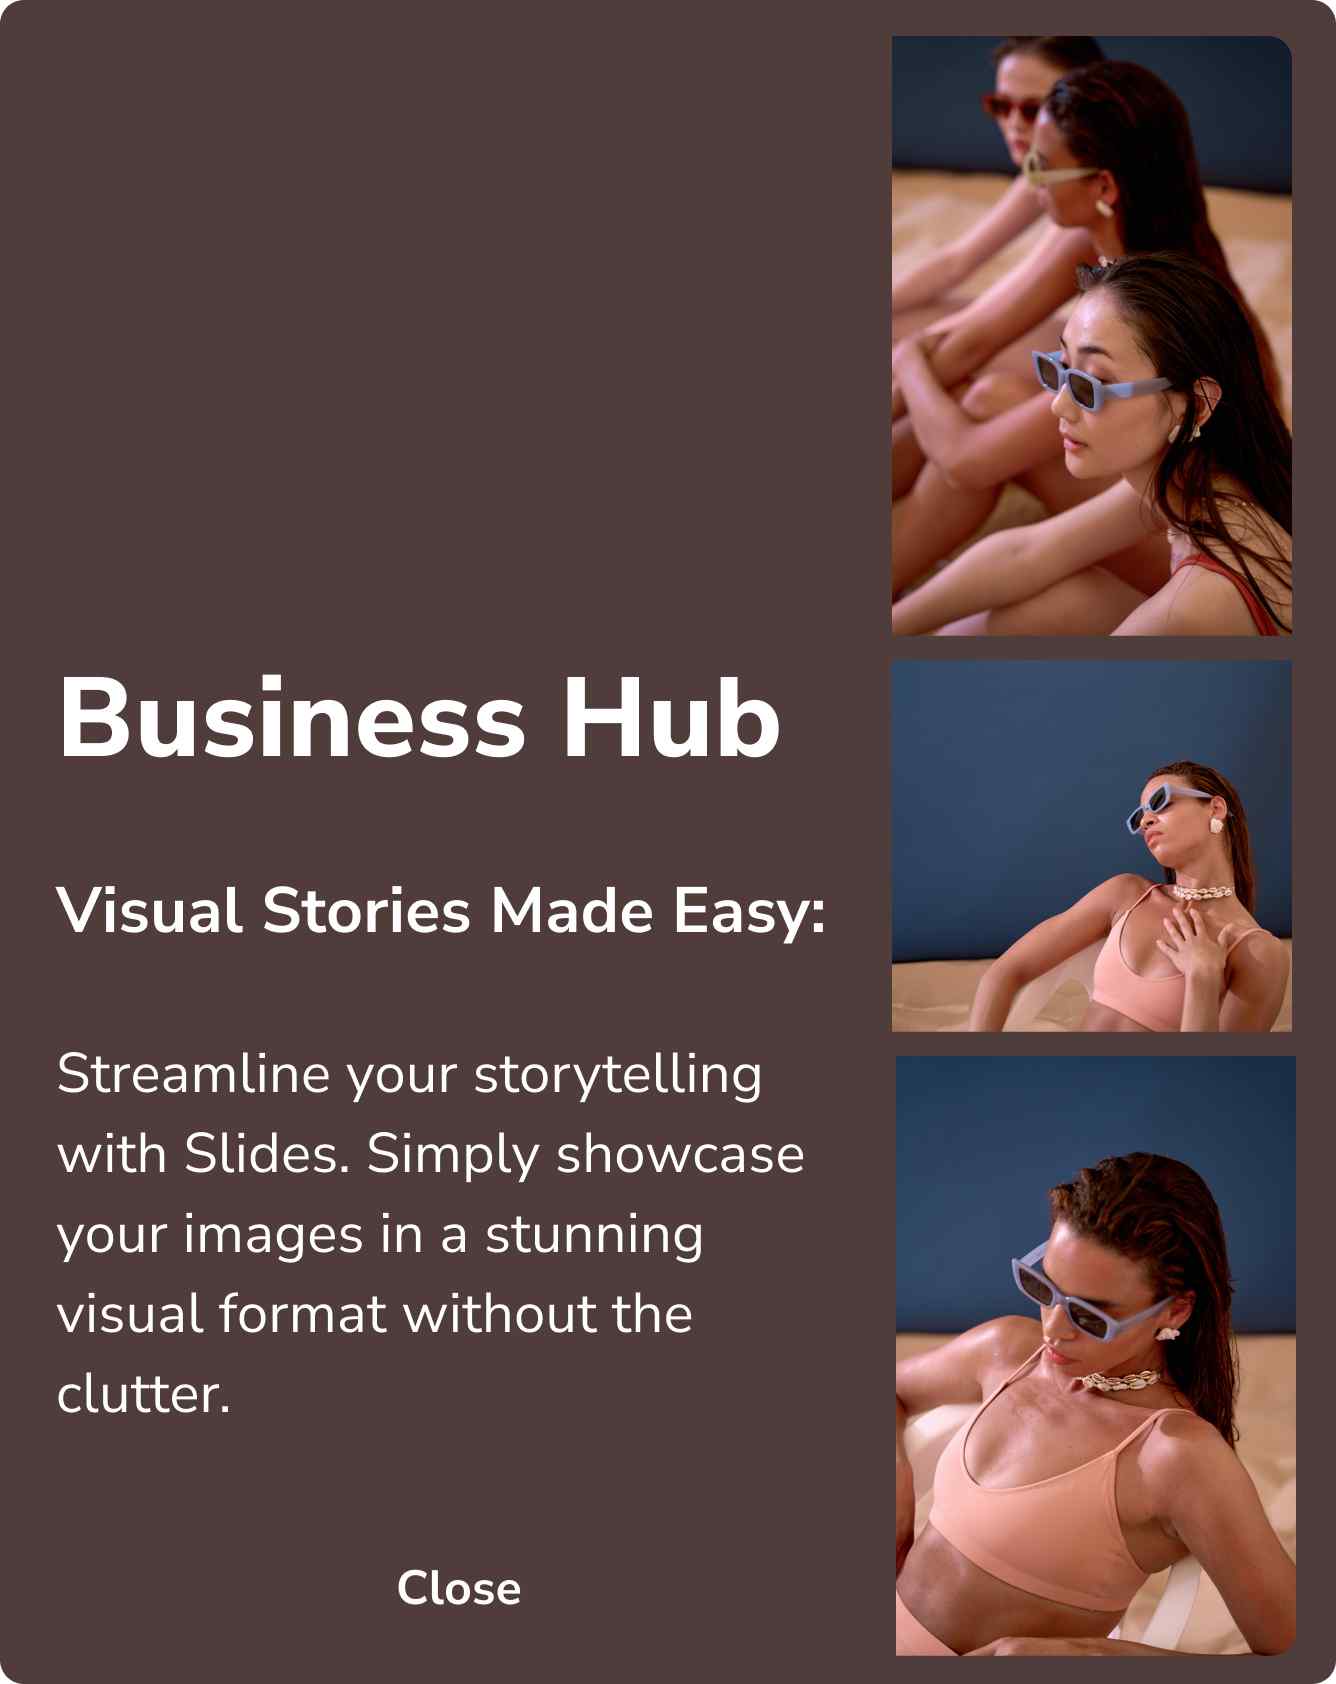 Business Hub
Visual Stories Made Easy:
Streamline your storytelling
with Slides. Simply showcase
your images in a stunning
visual format without the
clutter.
Close